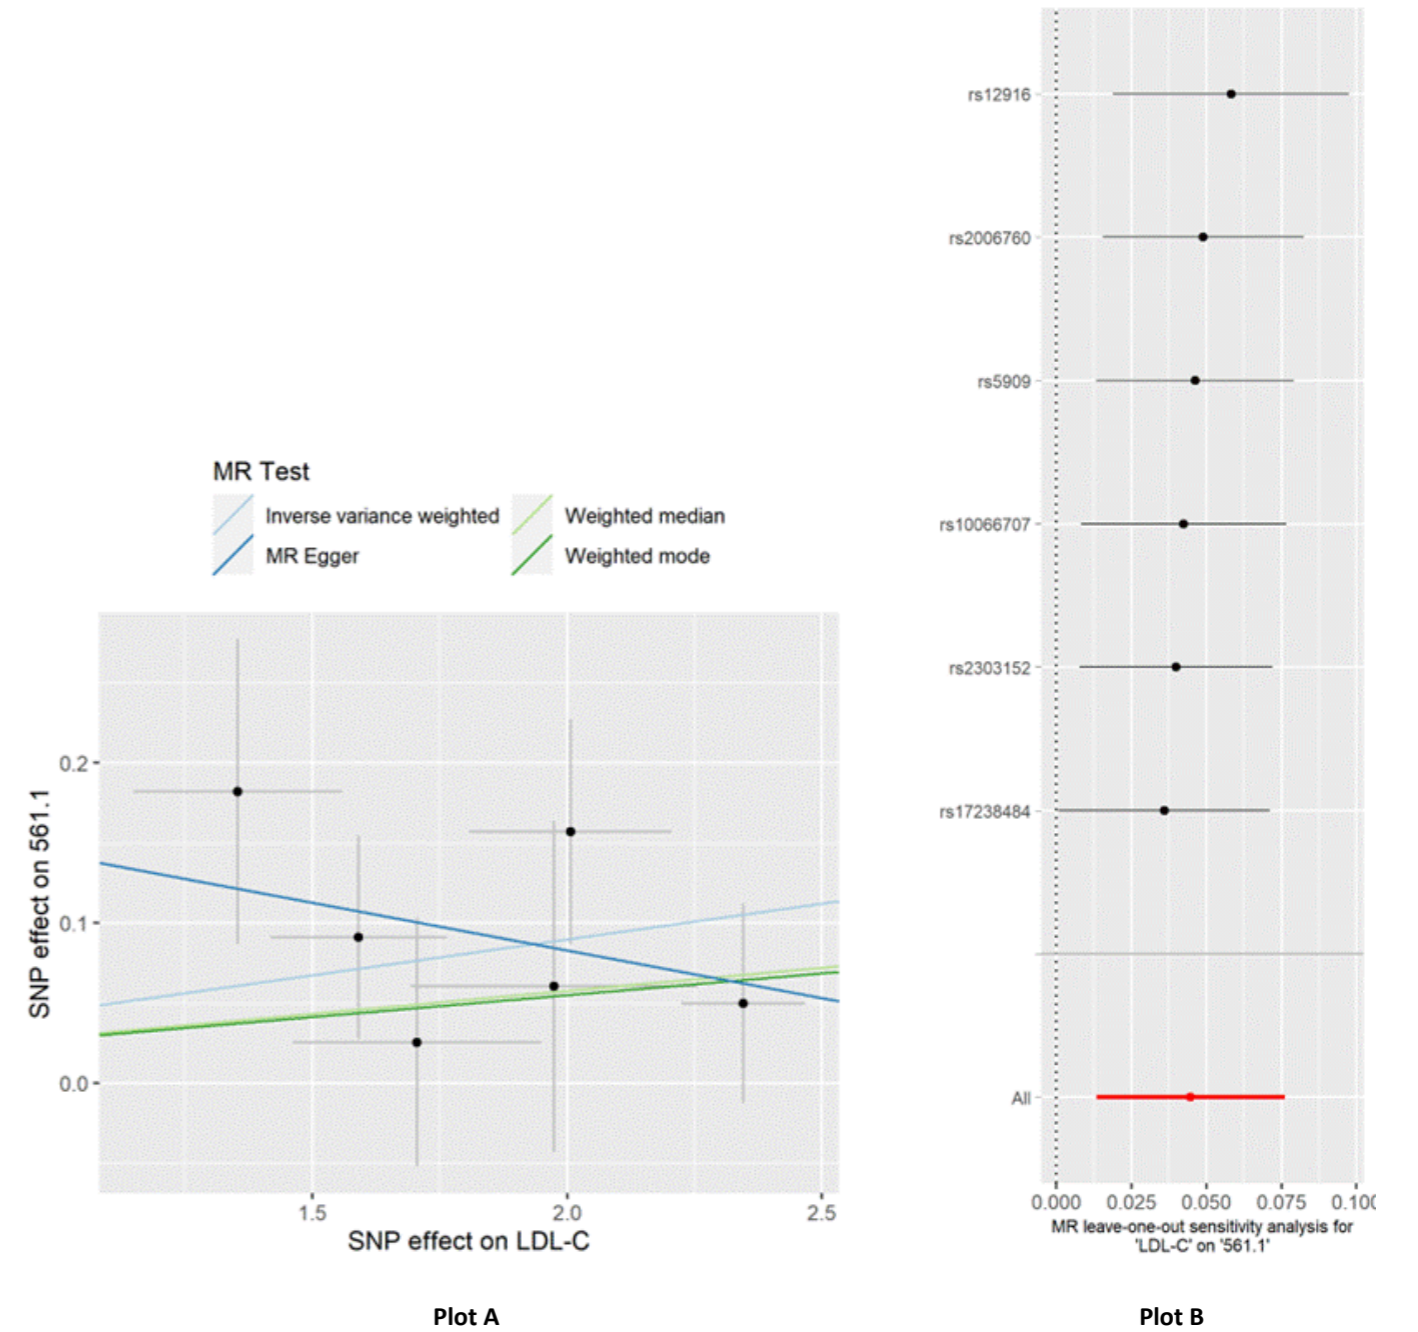 MR Test
Inverse variance weighted
Weighted median
MR Egger
Weighted mode
SNP effect on 561.1
0.2
0.1
0.0
1.5
2.0
2.5
SNP effect on LDL-C
Plot A
rs12916
rs2006760
rs5909
rs10066707
rs2303152
rs17238484
All
0.000
0.025
0.050
0.075
0.100
MR leave-one-out sensitivity analysis for
'LDL-C' on '561.1'
Plot B